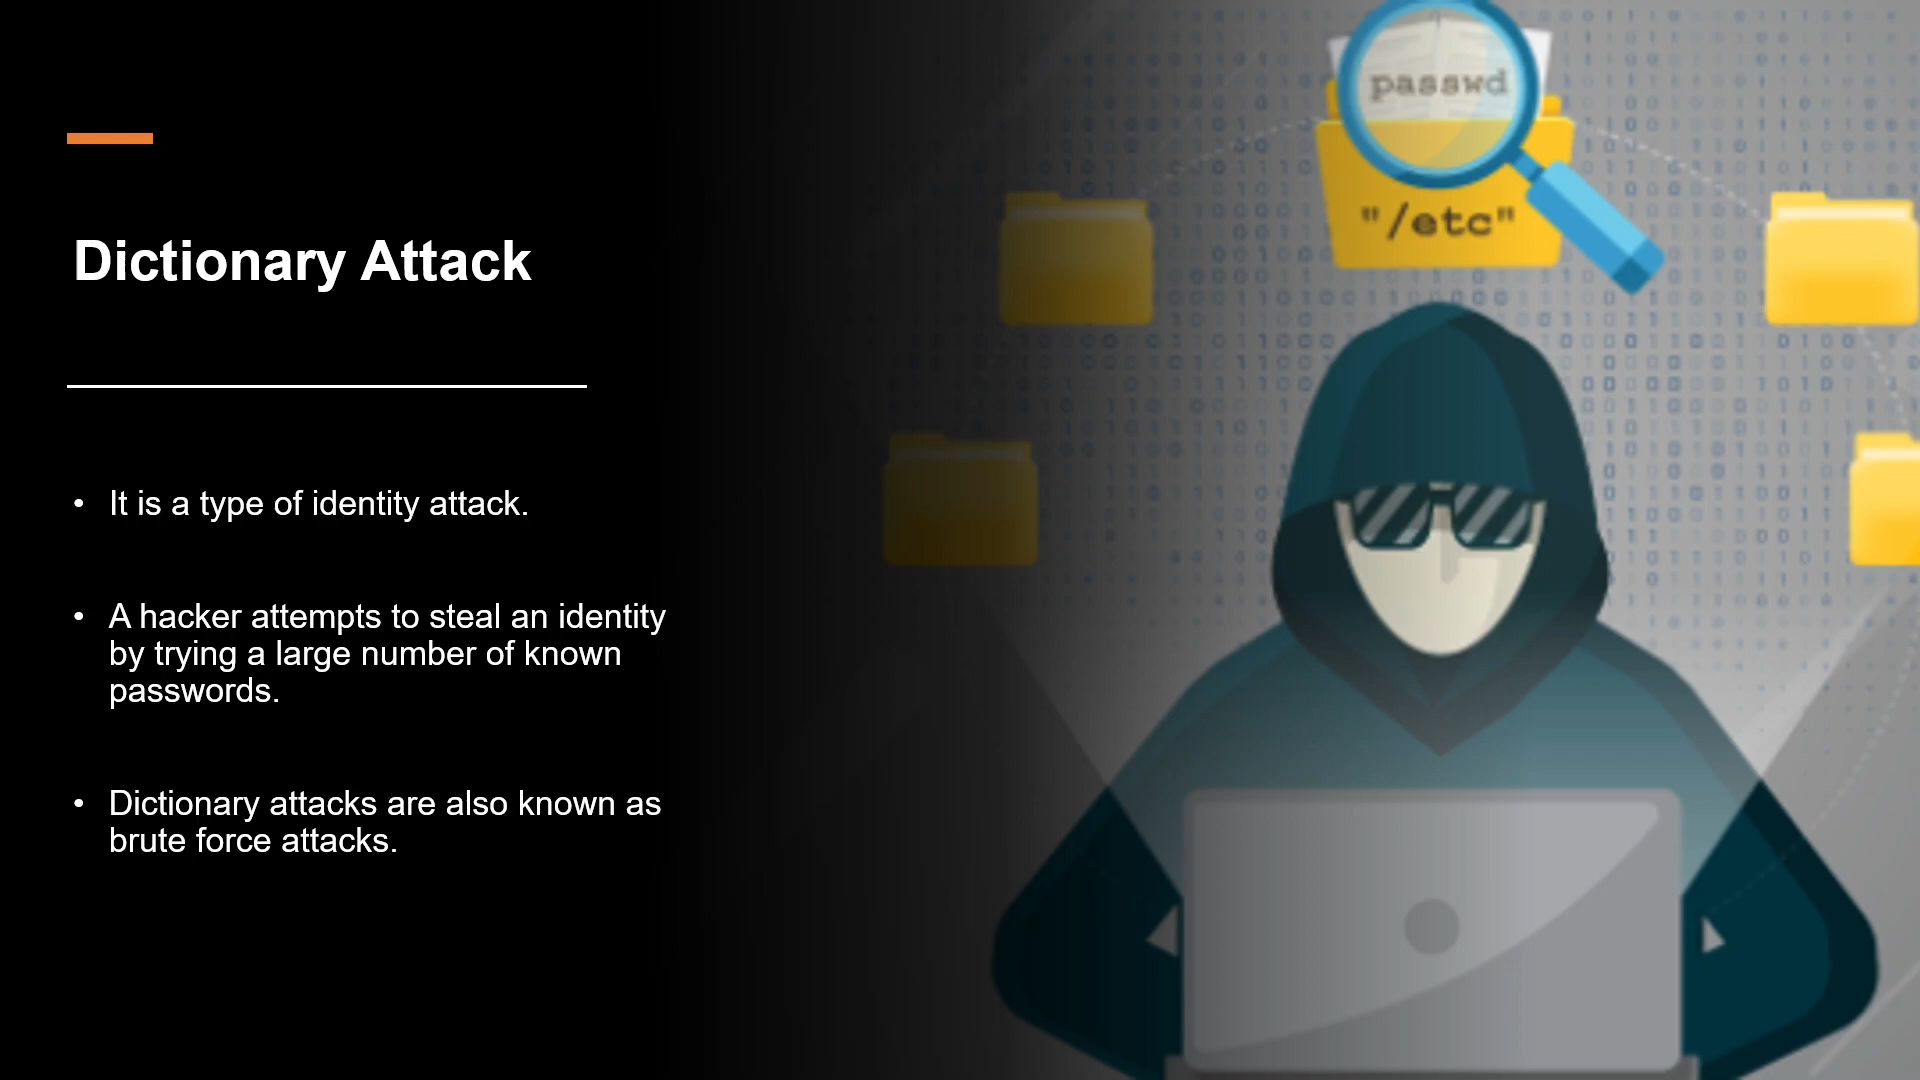 passwd
"/etc"
Dictionary Attack
• It is a type of identity attack.
• A hacker attempts to steal an identity
by trying a large number of known
passwords.
• Dictionary attacks are also known as
brute force attacks.